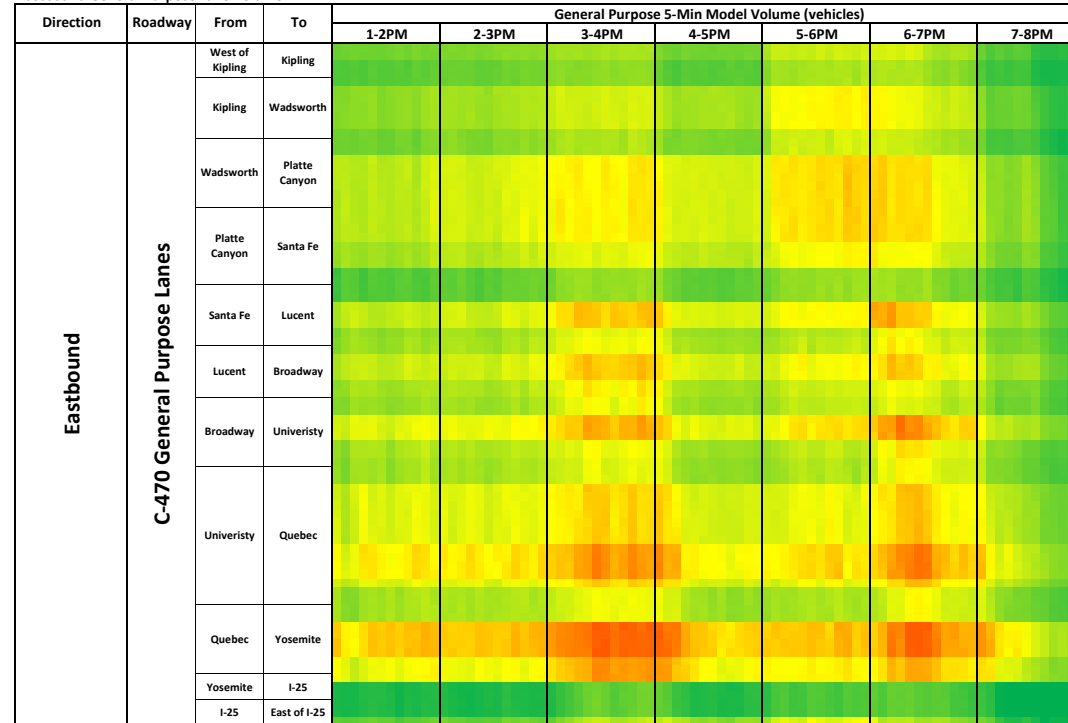 General Purpose 5-Min Model Volume (vehicles)
Direction Roadway From To
1-2PM 2-3PM 3-4PM 4-5PM 5-6PM 6-7PM 7-8PM
Eastbound
C-470 General Purpose Lanes
West of
Kipling
Kipling
Kipling Wadsworth
Wadsworth
Platte
Canyon
Platte
Canyon
Santa Fe
Santa Fe Lucent
Lucent Broadway
Broadway Univeristy
Univeristy Quebec
Quebec Yosemite
Yosemite I-25
I-25 East of I-25